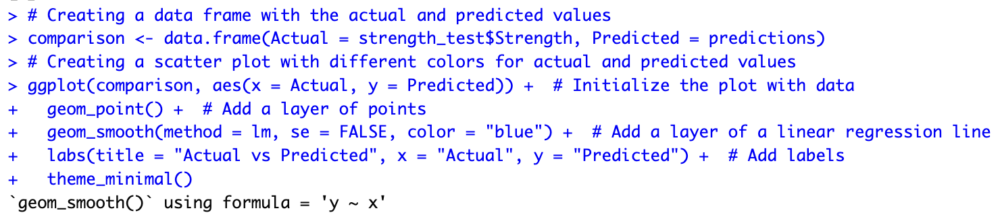 > # Creating a data frame with the actual and predicted values
> comparison <- data.frame(Actual = strength_test$Strength, Predicted = predictions)
> # Creating a scatter plot with different colors for actual and predicted values
> ggplot(comparison, aes(x = Actual, y = Predicted)) +  # Initialize the plot with data
+   geom_point() +  # Add a layer of points
+   geom_smooth(method = lm, se = FALSE, color = "blue") +  # Add a layer of a linear regression line
+   labs(title = "Actual vs Predicted", x = "Actual", y = "Predicted") +  # Add labels
+   theme_minimal()
`geom_smooth()` using formula = 'y ~ x'